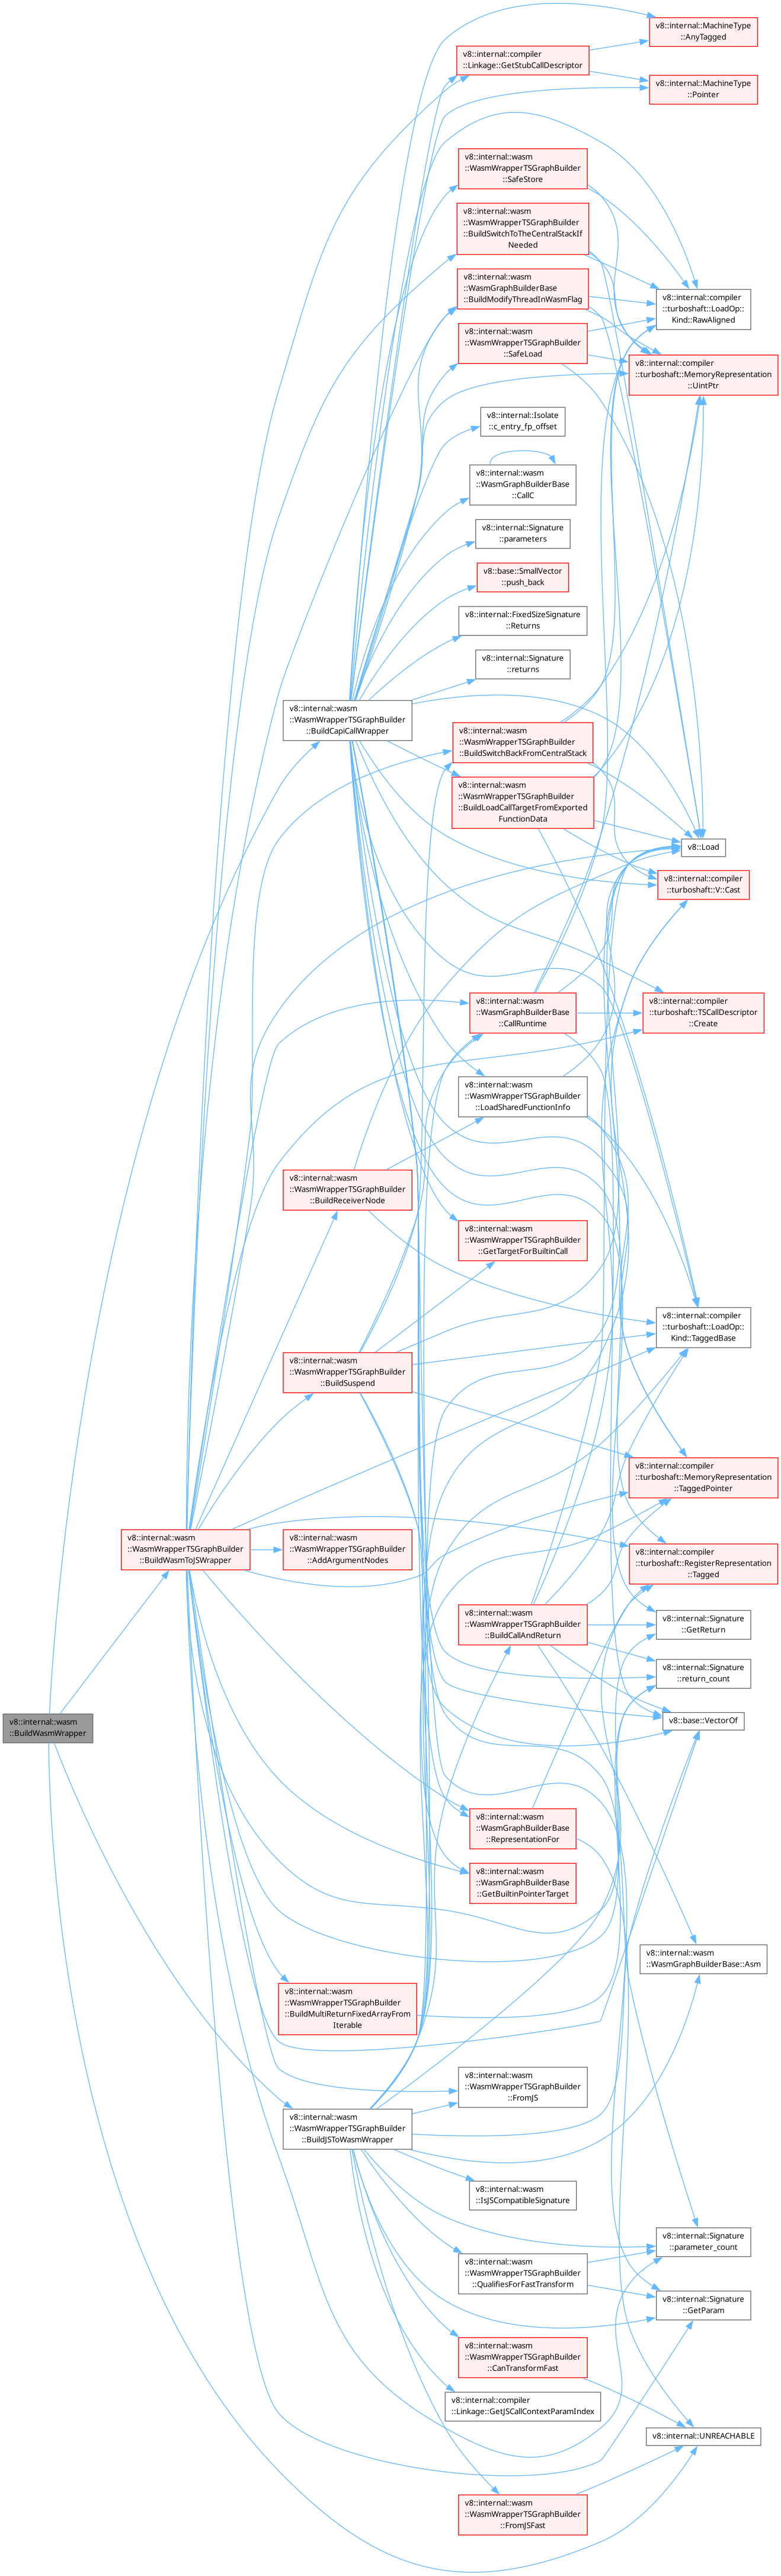 v8::internal::MachineType
::AnyTagged
v8::internal::compiler
::Linkage::GetStubCallDescriptor
v8::internal::MachineType
::Pointer
v8::internal::wasm
::WasmWrapperTSGraphBuilder
::SafeStore
v8::internal::wasm
::WasmWrapperTSGraphBuilder
::BuildSwitchToTheCentralStackIf
Needed
v8::internal::wasm
::WasmGraphBuilderBase
::BuildModifyThreadInWasmFlag
v8::internal::compiler
::turboshaft::LoadOp::
Kind::RawAligned
v8::internal::wasm
::WasmWrapperTSGraphBuilder
::SafeLoad
v8::internal::compiler
::turboshaft::MemoryRepresentation
::UintPtr
v8::internal::Isolate
::c_entry_fp_offset
v8::internal::wasm
::WasmGraphBuilderBase
::CallC
v8::internal::Signature
::parameters
v8::base::SmallVector
::push_back
v8::internal::FixedSizeSignature
::Returns
v8::internal::Signature
::returns
v8::internal::wasm
::WasmWrapperTSGraphBuilder
::BuildCapiCallWrapper
v8::internal::wasm
::WasmWrapperTSGraphBuilder
::BuildSwitchBackFromCentralStack
v8::internal::wasm
::WasmWrapperTSGraphBuilder
::BuildLoadCallTargetFromExported
FunctionData
v8::Load
v8::internal::compiler
::turboshaft::V::Cast
v8::internal::wasm
::WasmGraphBuilderBase
::CallRuntime
v8::internal::compiler
::turboshaft::TSCallDescriptor
::Create
v8::internal::wasm
::WasmWrapperTSGraphBuilder
::LoadSharedFunctionInfo
v8::internal::wasm
::WasmWrapperTSGraphBuilder
::BuildReceiverNode
v8::internal::wasm
::WasmWrapperTSGraphBuilder
::GetTargetForBuiltinCall
v8::internal::compiler
::turboshaft::LoadOp::
Kind::TaggedBase
v8::internal::wasm
::WasmWrapperTSGraphBuilder
::BuildSuspend
v8::internal::compiler
::turboshaft::MemoryRepresentation
::TaggedPointer
v8::internal::wasm
::WasmWrapperTSGraphBuilder
::BuildWasmToJSWrapper
v8::internal::wasm
::WasmWrapperTSGraphBuilder
::AddArgumentNodes
v8::internal::compiler
::turboshaft::RegisterRepresentation
::Tagged
v8::internal::wasm
::WasmWrapperTSGraphBuilder
::BuildCallAndReturn
v8::internal::Signature
::GetReturn
v8::internal::Signature
::return_count
v8::internal::wasm
::BuildWasmWrapper
v8::base::VectorOf
v8::internal::wasm
::WasmGraphBuilderBase
::RepresentationFor
v8::internal::wasm
::WasmGraphBuilderBase
::GetBuiltinPointerTarget
v8::internal::wasm
::WasmGraphBuilderBase::Asm
v8::internal::wasm
::WasmWrapperTSGraphBuilder
::BuildMultiReturnFixedArrayFrom
Iterable
v8::internal::wasm
::WasmWrapperTSGraphBuilder
::FromJS
v8::internal::wasm
::WasmWrapperTSGraphBuilder
::BuildJSToWasmWrapper
v8::internal::wasm
::IsJSCompatibleSignature
v8::internal::Signature
::parameter_count
v8::internal::wasm
::WasmWrapperTSGraphBuilder
::QualifiesForFastTransform
v8::internal::Signature
::GetParam
v8::internal::wasm
::WasmWrapperTSGraphBuilder
::CanTransformFast
v8::internal::compiler
::Linkage::GetJSCallContextParamIndex
v8::internal::UNREACHABLE
v8::internal::wasm
::WasmWrapperTSGraphBuilder
::FromJSFast